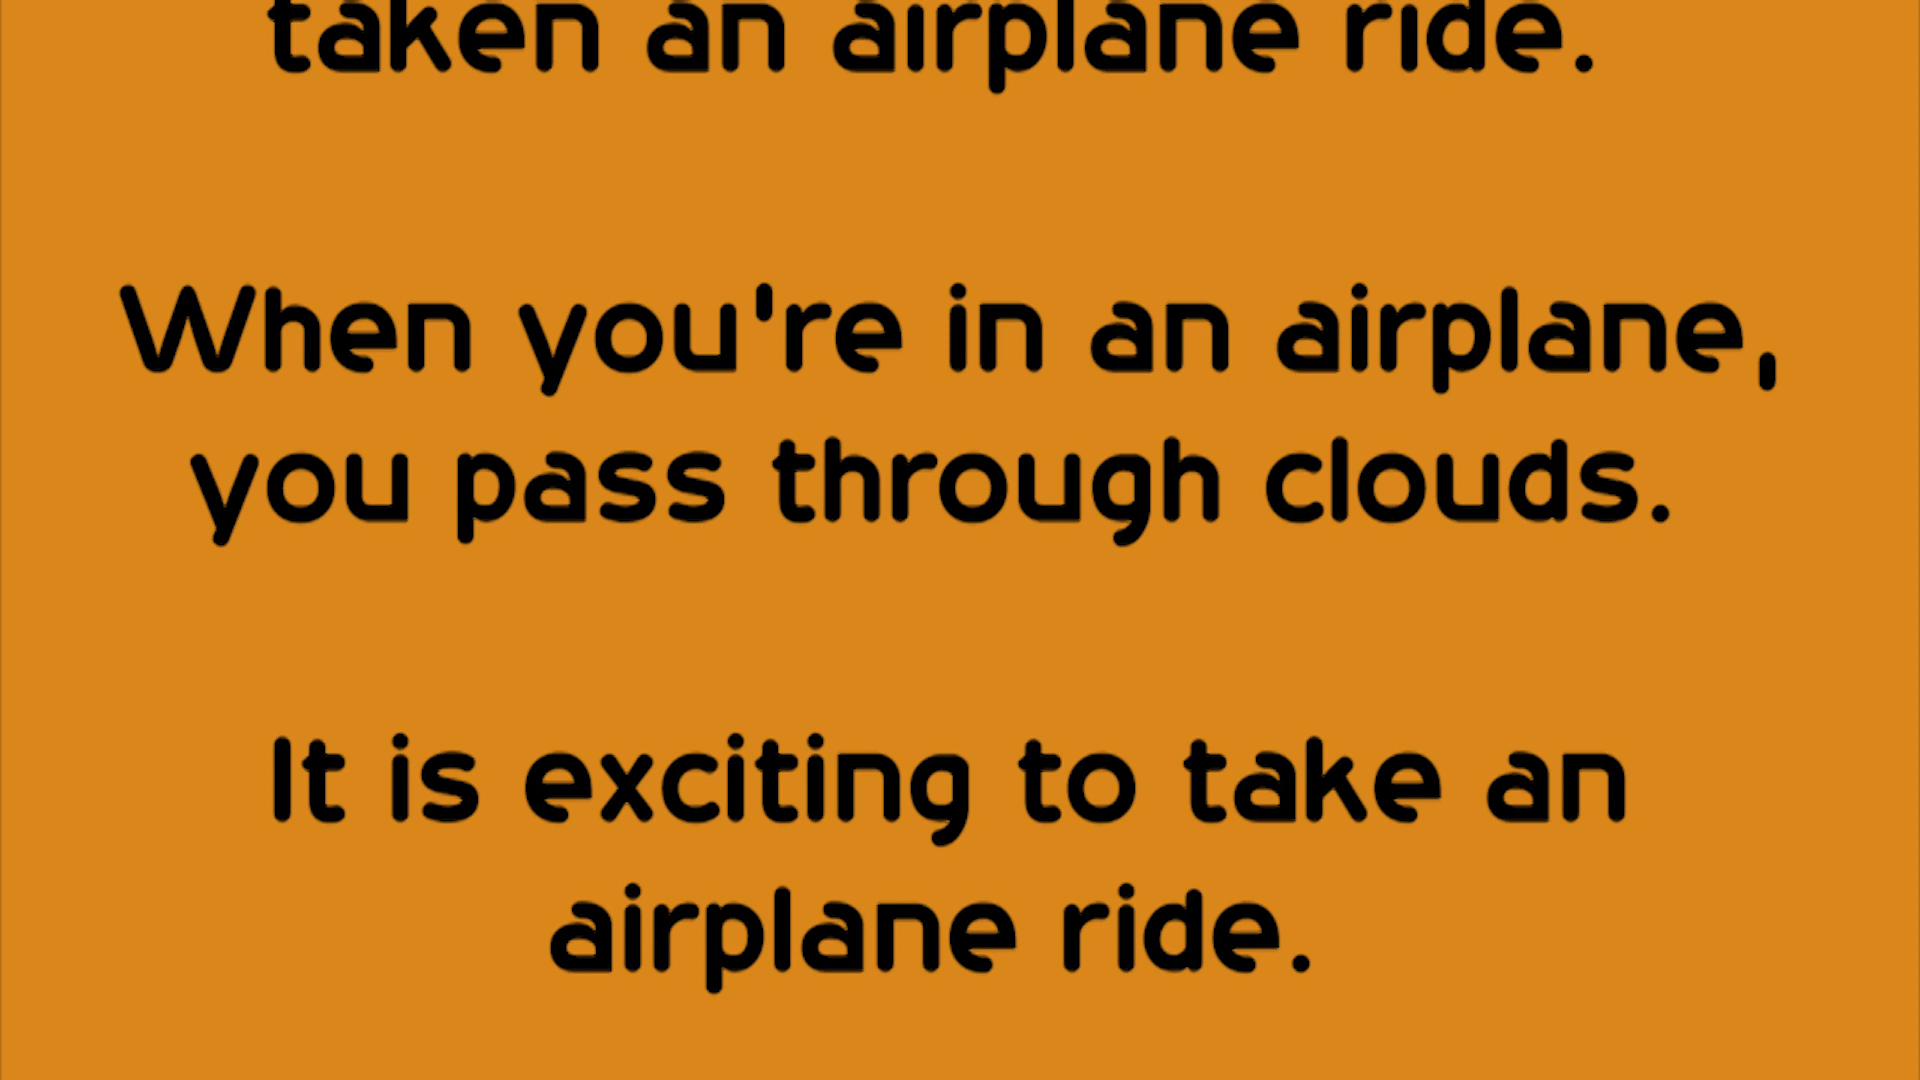 taken an airplane ride.
When you're in an airplane,
you pass through clouds.
It is exciting to take an
airplane ride.